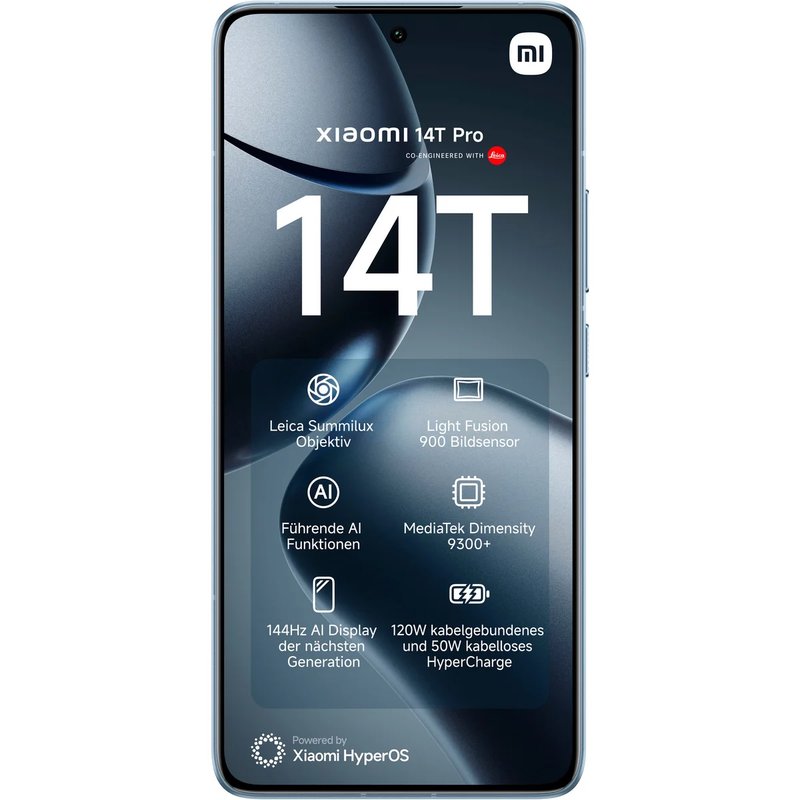 mi
xiaomi 14T Pro
CO-ENGINEERED WITH Leica
14T
Leica Summilux
Objektiv
Light Fusion
900 Bildsensor
AI
Führende AI
Funktionen
MediaTek Dimensity
9300+
144Hz AI Display
der nächsten
Generation
120W kabelgebundenes
und 50W kabelloses
HyperCharge
Powered by
Xiaomi HyperOS